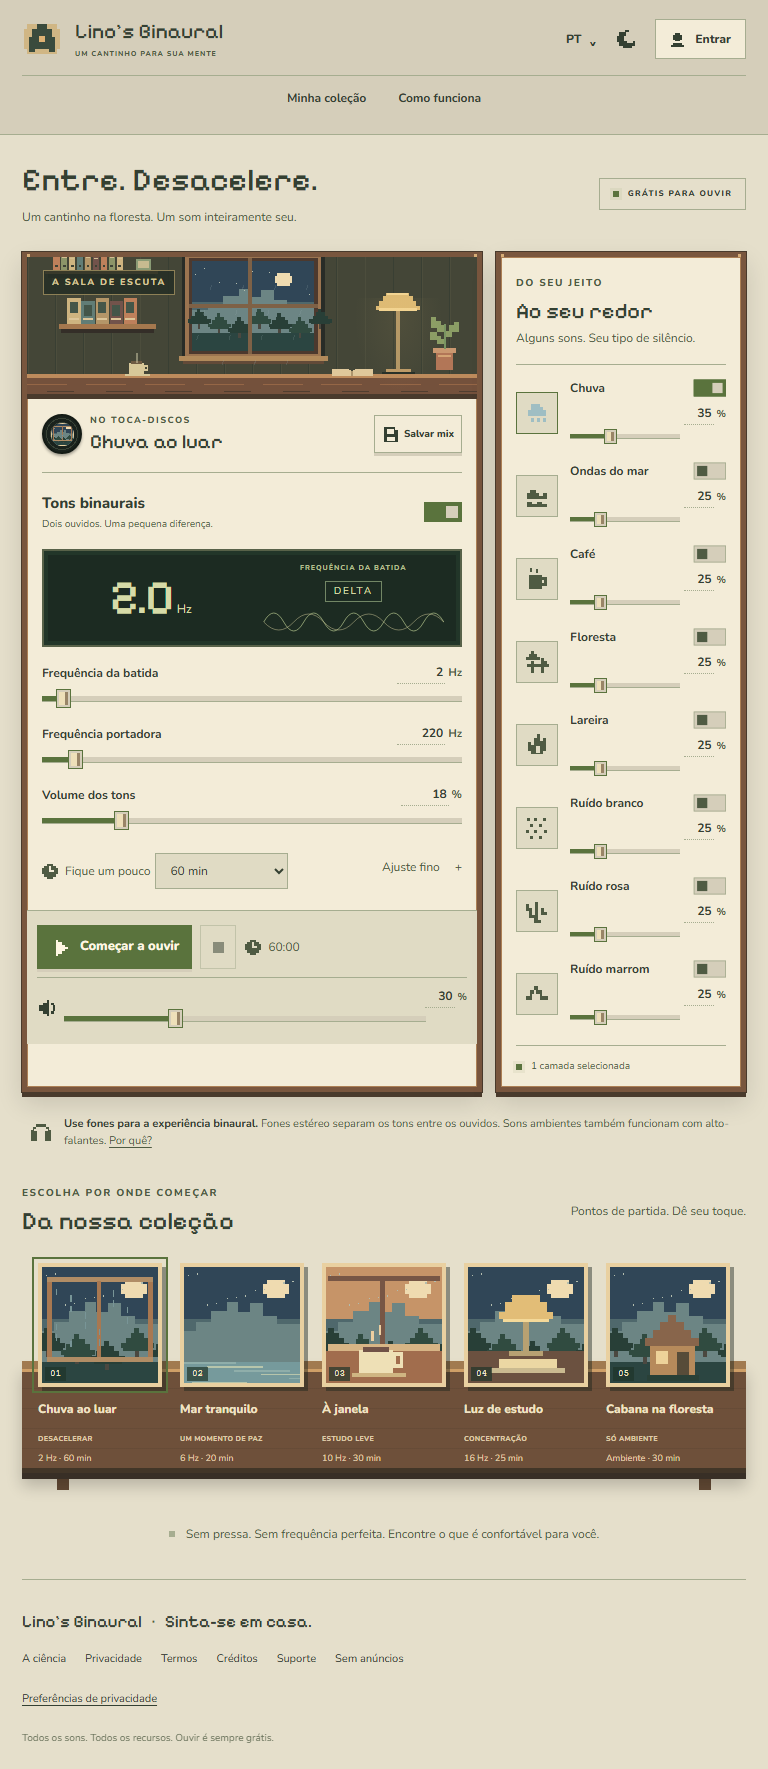 Lino's Binaural
UM CANTINHO PARA SUA MENTE
PT
Entrar
Minha coleção
Como funciona
Entre. Desacelere.
Um cantinho na floresta. Um som inteiramente seu.
GRÁTIS PARA OUVIR
A SALA DE ESCUTA
NO TOCA-DISCOS
Chuva ao luar
Salvar mix
Tons binaurais
Dois ouvidos. Uma pequena diferença.
2.0 Hz
FREQUÊNCIA DA BATIDA
DELTA
Frequência da batida
2 Hz
Frequência portadora
220 Hz
Volume dos tons
18 %
Fique um pouco
60 min
Ajuste fino +
Começar a ouvir
60:00
30 %
DO SEU JEITO
Ao seu redor
Alguns sons. Seu tipo de silêncio.
Chuva
35 %
Ondas do mar
25 %
Café
25 %
Floresta
25 %
Lareira
25 %
Ruído branco
25 %
Ruído rosa
25 %
Ruído marrom
25 %
1 camada selecionada
Use fones para a experiência binaural. Fones estéreo separam os tons entre os ouvidos. Sons ambientes também funcionam com alto-
falantes. Por quê?
ESCOLHA POR ONDE COMEÇAR
Da nossa coleção
Pontos de partida. Dê seu toque.
01
Chuva ao luar
DESACELERAR
2 Hz · 60 min
02
Mar tranquilo
UM MOMENTO DE PAZ
6 Hz · 20 min
03
À janela
ESTUDO LEVE
10 Hz · 30 min
04
Luz de estudo
CONCENTRAÇÃO
16 Hz · 25 min
05
Cabana na floresta
SÓ AMBIENTE
Ambiente · 30 min
Sem pressa. Sem frequência perfeita. Encontre o que é confortável para você.
Lino's Binaural · Sinta-se em casa.
A ciência
Privacidade
Termos
Créditos
Suporte
Sem anúncios
Preferências de privacidade
Todos os sons. Todos os recursos. Ouvir é sempre grátis.